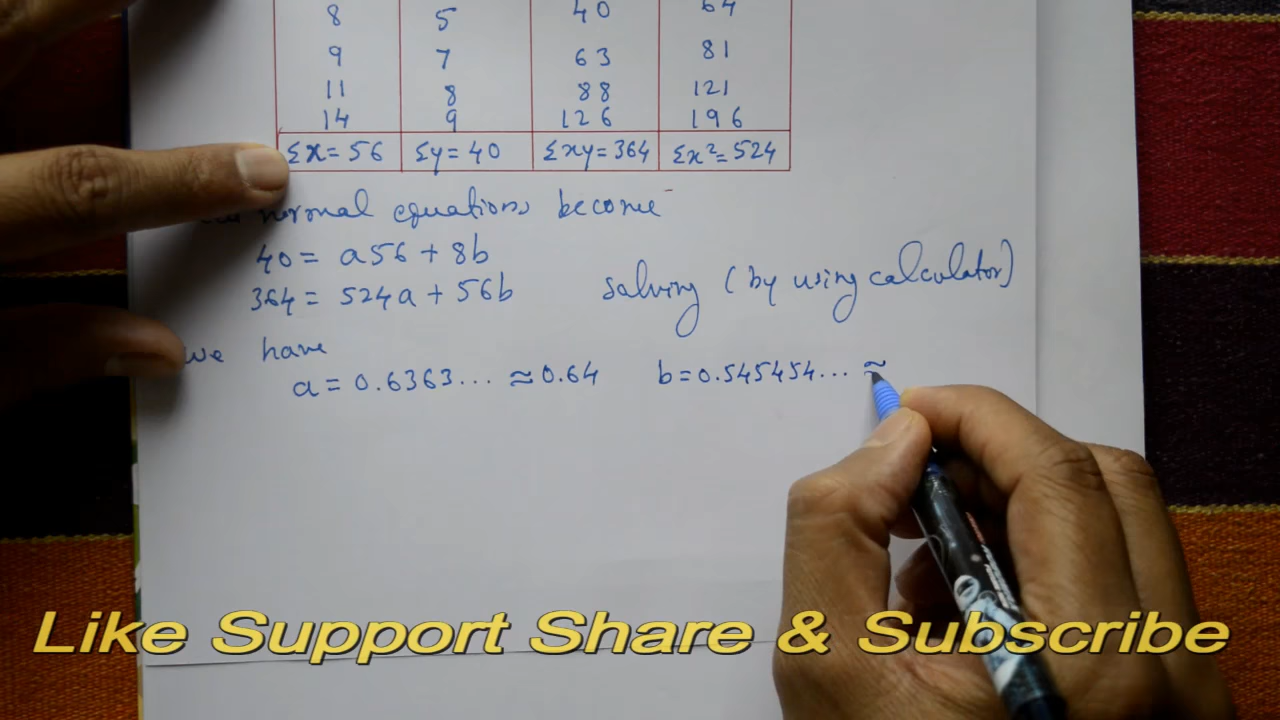 8 5 40 64
9 7 63 81
11 8 88 121
14 9 126 196
Σx=56 Σy=40 Σxy=364 Σx²=524
normal equations become
40 = a56 + 8b
364 = 524a + 56b solving (by using calculator)
we have
a = 0.6363... ≈0.64 b=0.545454... ≈
Like Support Share & Subscribe